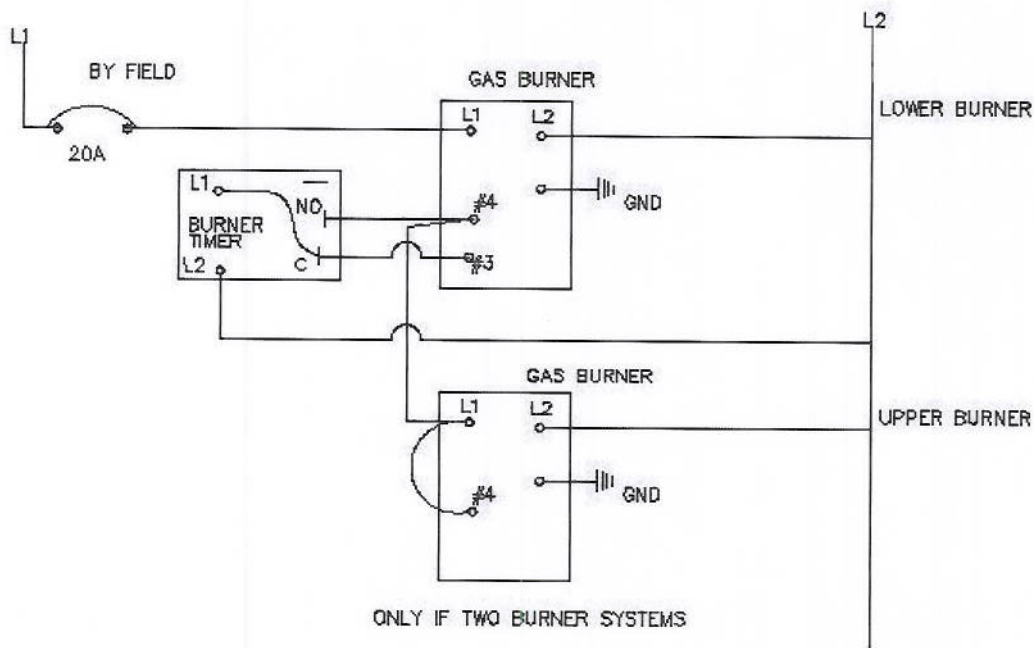 L1
L2
BY FIELD
GAS BURNER
20A
L1
L2
LOWER BURNER
L1
NO
#4
GND
BURNER
TIMER
L2
C
#3
GAS BURNER
L1
L2
UPPER BURNER
#4
GND
ONLY IF TWO BURNER SYSTEMS